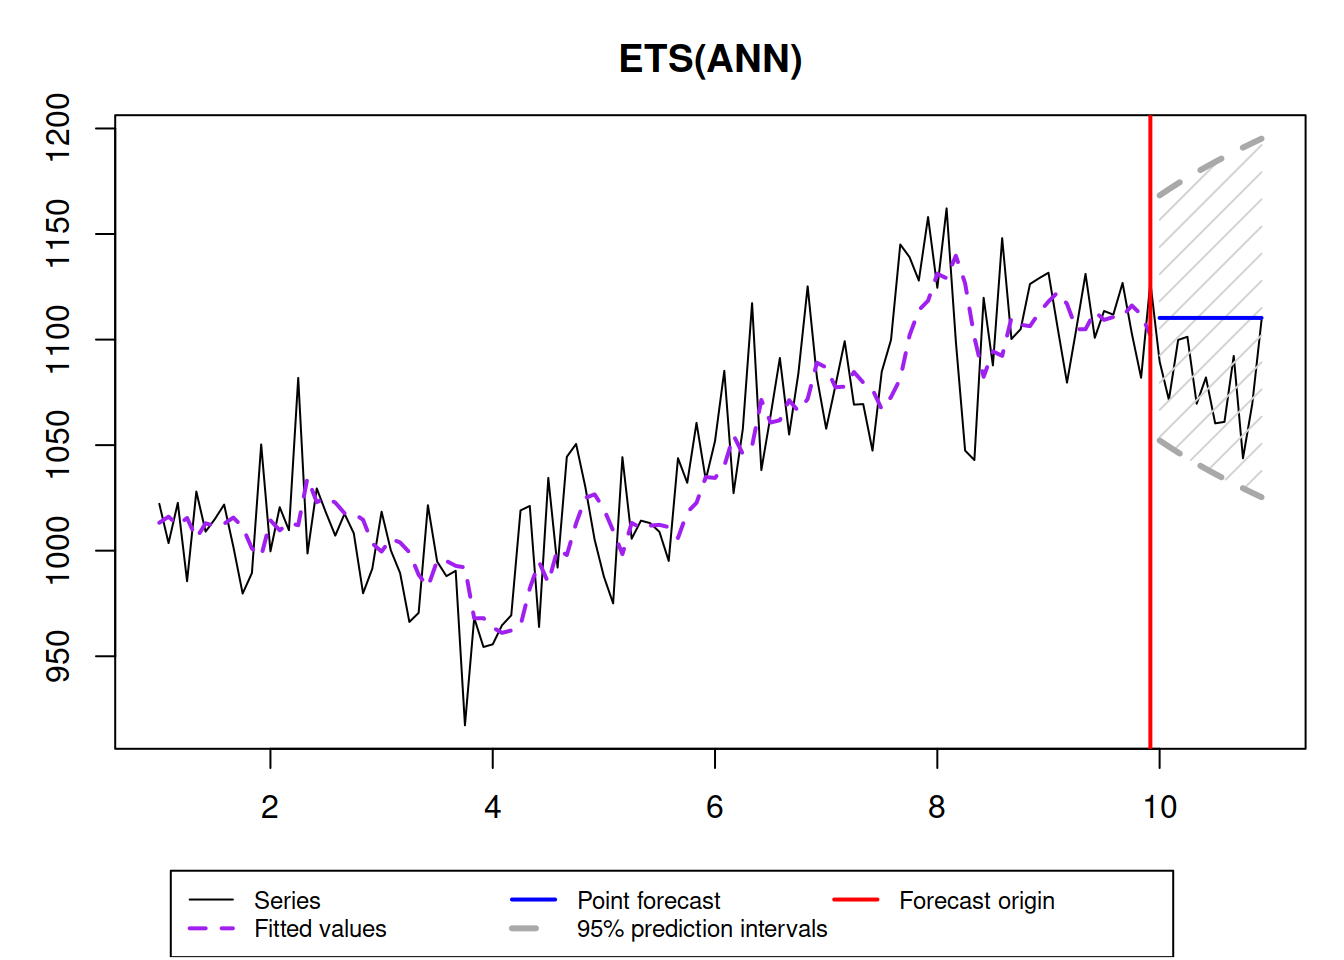 ETS(ANN)
1200
1150
1100
1050
1000
950
2 4 6 8 10
Series Point forecast Forecast origin
Fitted values 95% prediction intervals